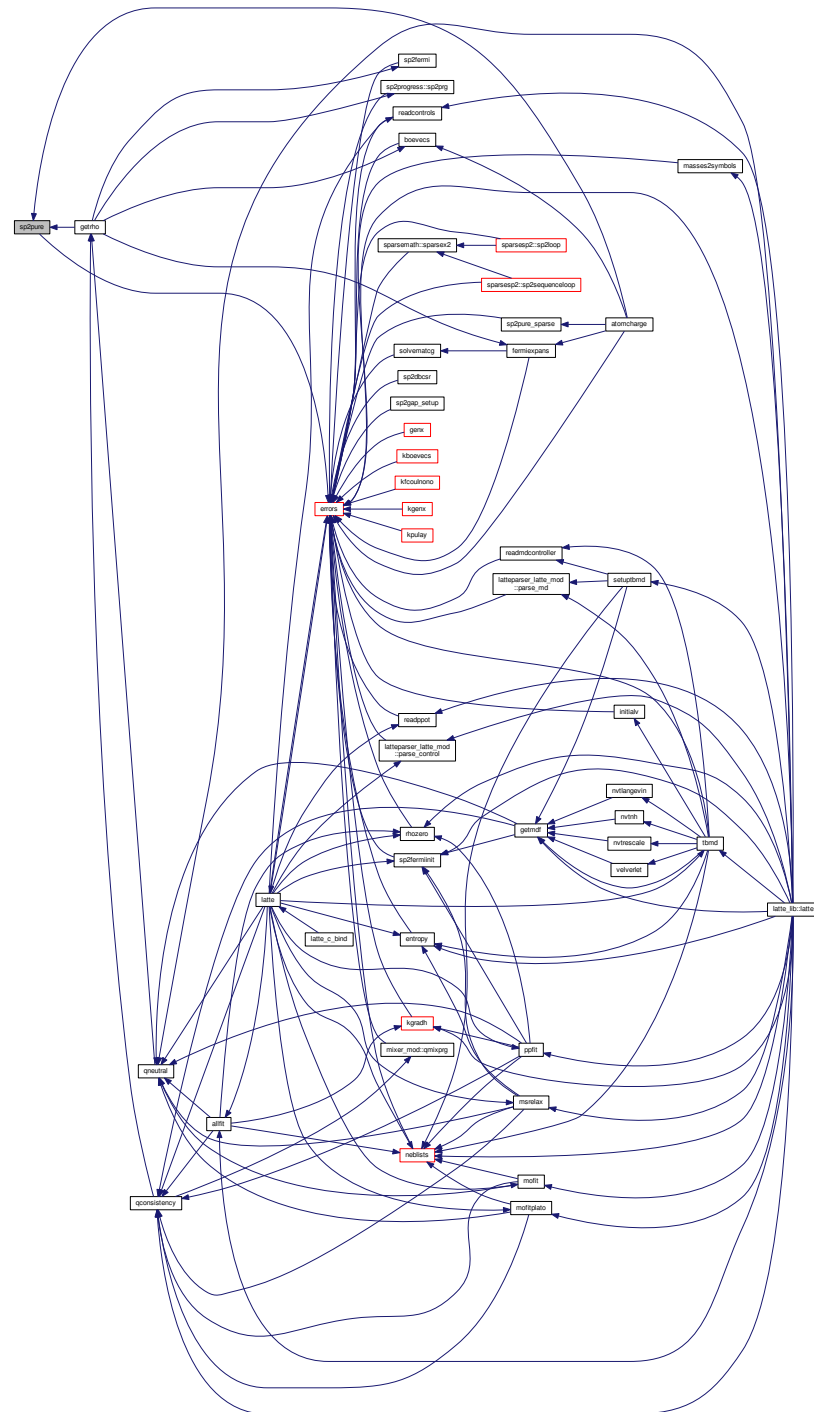 sp2fermi
sp2progress::sp2prg
readcontrols
boevecs
masses2symbols
sp2pure
getrho
sparsemath::sparsex2
sparsesp2::sp2loop
sparsesp2::sp2sequenceloop
sp2pure_sparse
atomcharge
solvematcg
fermiexpans
sp2dbcsr
sp2gap_setup
genx
kboevecs
kfcoulnono
errors
kgenx
kpulay
readmdcontroller
latteparser_latte_mod
::parse_md
setuptbmd
readppot
initialv
latteparser_latte_mod
::parse_control
nvtlangevin
nvtnh
rhozero
getmdf
nvtrescale
tbmd
sp2fermiinit
velverlet
latte
latte_lib::latte
latte_c_bind
entropy
kgradh
mixer_mod::qmixprg
ppfit
qneutral
msrelax
allfit
neblists
mofit
qconsistency
mofitplato